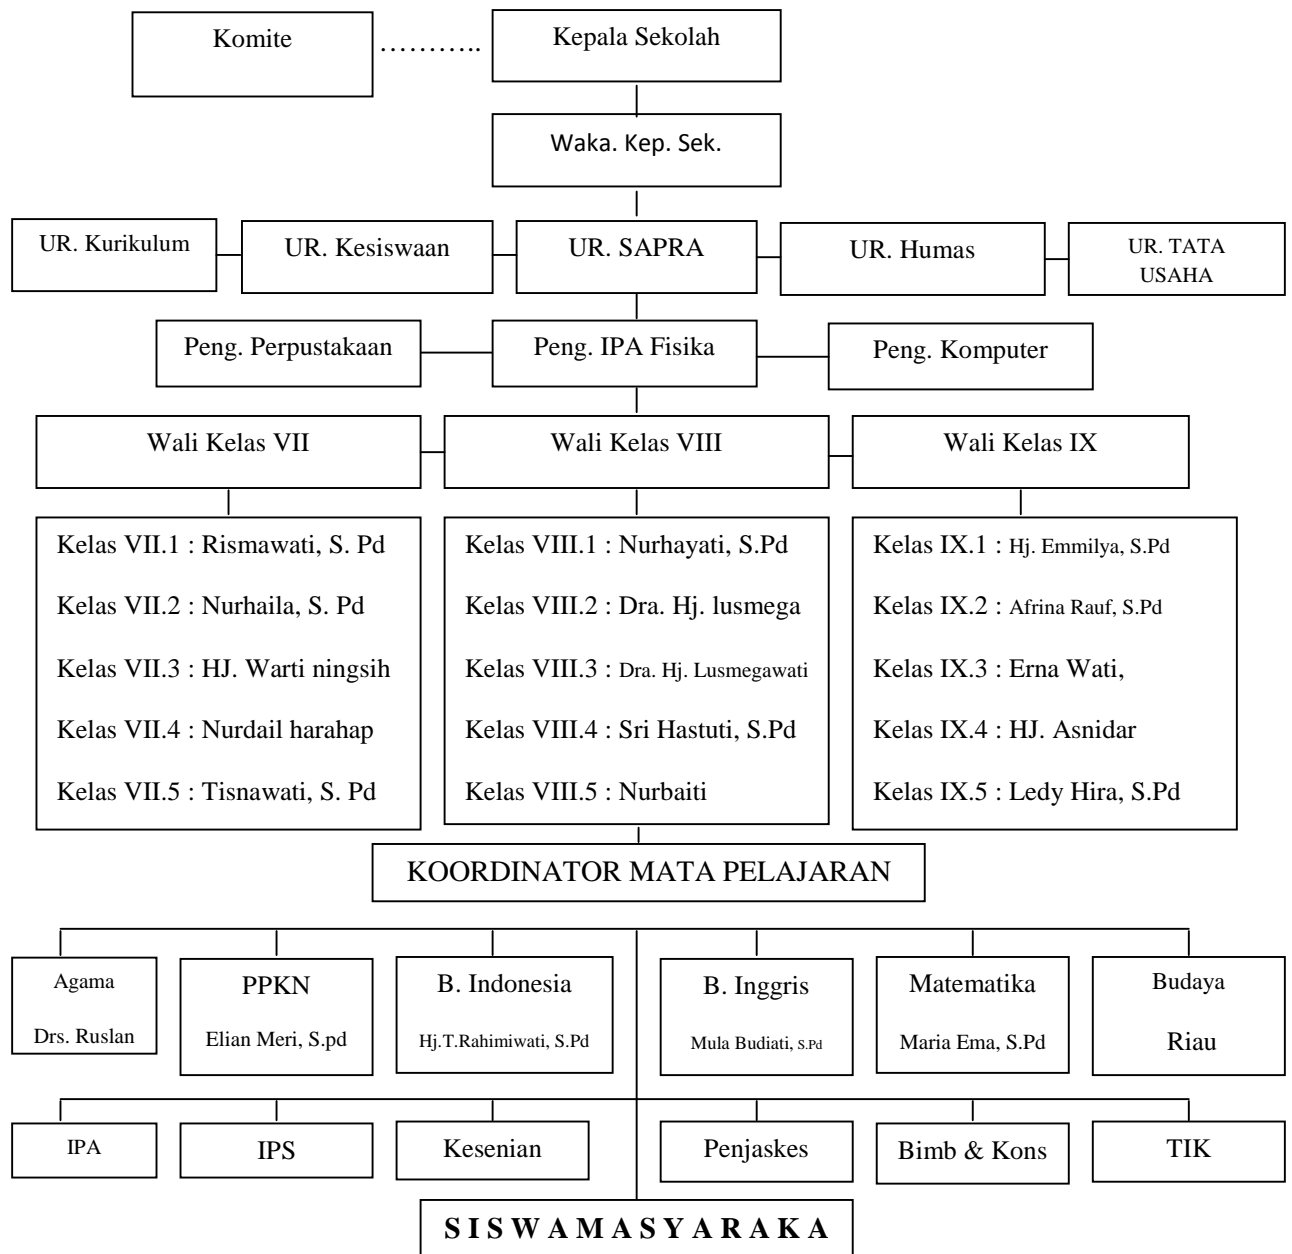 Komite
………..
Kepala Sekolah
Waka. Kep. Sek.
UR. Kurikulum
UR. Kesiswaan
UR. SAPRA
UR. Humas
UR. TATA
USAHA
Peng. Perpustakaan
Peng. IPA Fisika
Peng. Komputer
Wali Kelas VII
Wali Kelas VIII
Wali Kelas IX
Kelas VII.1 : Rismawati, S. Pd
Kelas VII.2 : Nurhaila, S. Pd
Kelas VII.3 : HJ. Warti ningsih
Kelas VII.4 : Nurdail harahap
Kelas VII.5 : Tisnawati, S. Pd
Kelas VIII.1 : Nurhayati, S.Pd
Kelas VIII.2 : Dra. Hj. lusmega
Kelas VIII.3 : Dra. Hj. Lusmegawati
Kelas VIII.4 : Sri Hastuti, S.Pd
Kelas VIII.5 : Nurbaiti
Kelas IX.1 : Hj. Emmilya, S.Pd
Kelas IX.2 : Afrina Rauf, S.Pd
Kelas IX.3 : Erna Wati,
Kelas IX.4 : HJ. Asnidar
Kelas IX.5 : Ledy Hira, S.Pd
KOORDINATOR MATA PELAJARAN
Agama
Drs. Ruslan
PPKN
Elian Meri, S.pd
B. Indonesia
Hj.T.Rahimiwati, S.Pd
B. Inggris
Mula Budiati, S.Pd
Matematika
Maria Ema, S.Pd
Budaya
Riau
IPA
IPS
Kesenian
Penjaskes
Bimb & Kons
TIK
S I S W A M A S Y A R A K A